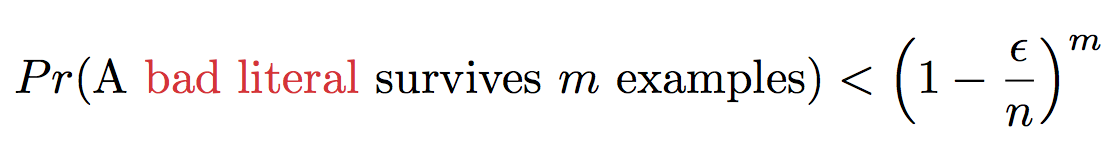 Pr(A bad literal survives m examples) < (1 − ϵ/n)^m